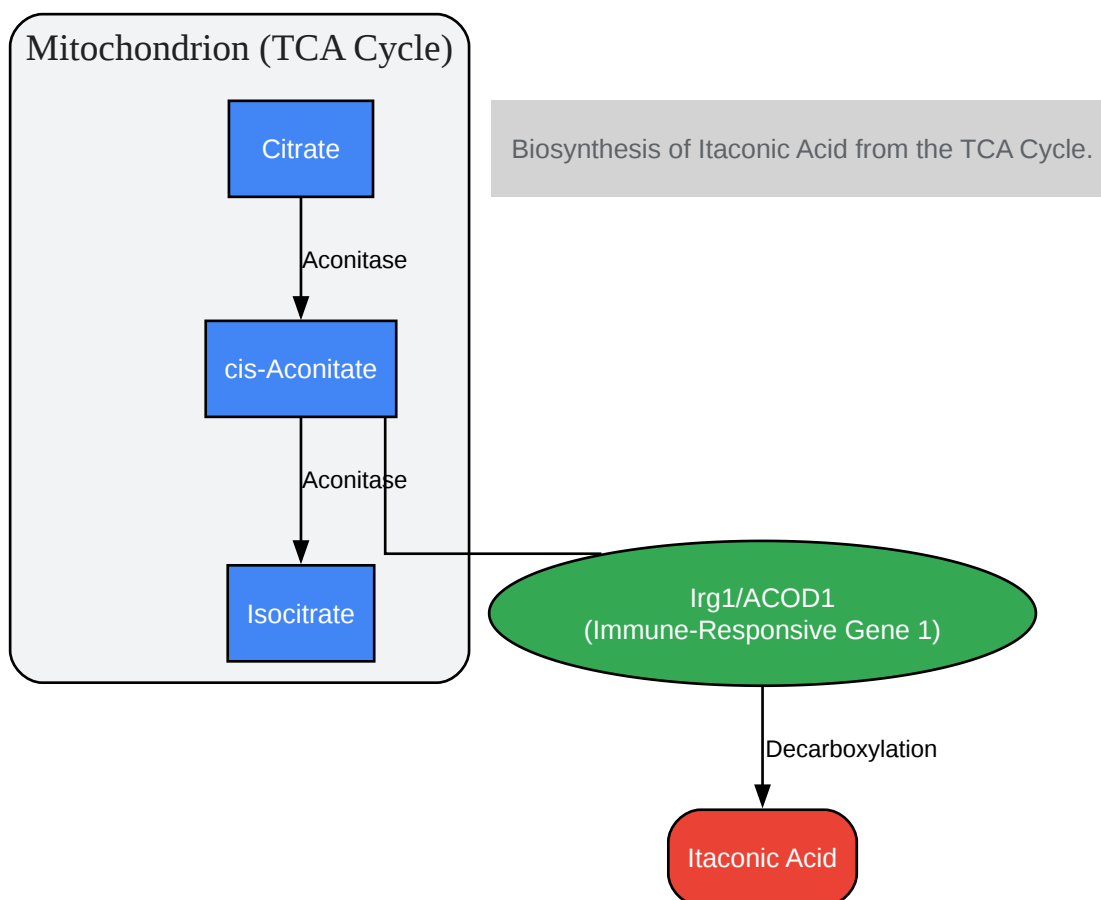 Mitochondrion (TCA Cycle)
Citrate
Biosynthesis of Itaconic Acid from the TCA Cycle.
Aconitase
cis-Aconitate
Aconitase
Isocitrate
Irg1/ACOD1
(Immune-Responsive Gene 1)
Decarboxylation
Itaconic Acid